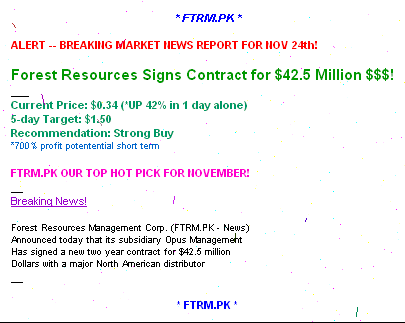 * FTRM.PK *
ALERT -- BREAKING MARKET NEWS REPORT FOR NOV 24th!
Forest Resources Signs Contract for $42.5 Million $$$!
Current Price: $0.34 (*UP 42% in 1 day alone)
5-day Target: $1.50
Recommendation: Strong Buy
*700% profit potentential short term
FTRM.PK OUR TOP HOT PICK FOR NOVEMBER!
Breaking News!
Forest Resources Management Corp. (FTRM.PK - News)
Announced today that its subsidiary Opus Management
Has signed a new two year contract for $42.5 million
Dollars with a major North American distributor
* FTRM.PK *